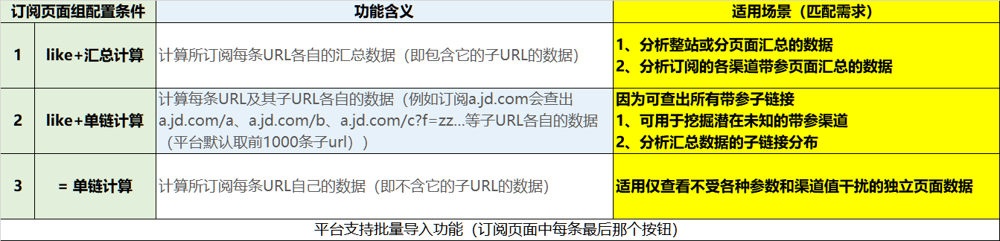 订阅页面组配置条件 功能含义 适用场景（匹配需求）
1 like+汇总计算 计算所订阅每条URL各自的汇总数据（即包含它的子URL的数据）
1、分析整站或分页面汇总的数据
2、分析订阅的各渠道带参页面汇总的数据
2 like+单链计算
计算每条URL及其子URL各自的数据（例如订阅a.jd.com会查出
a.jd.com/a、a.jd.com/b、a.jd.com/c?f=zz...等子URL各自的数据
（平台默认取前1000条子url））
因为可查出所有带参子链接
1、可用于挖掘潜在未知的带参渠道
2、分析汇总数据的子链接分布
3 = 单链计算 计算所订阅每条URL自己的数据（即不含它的子URL的数据） 适用仅查看不受各种参数和渠道值干扰的独立页面数据
平台支持批量导入功能（订阅页面中每条最后那个按钮）